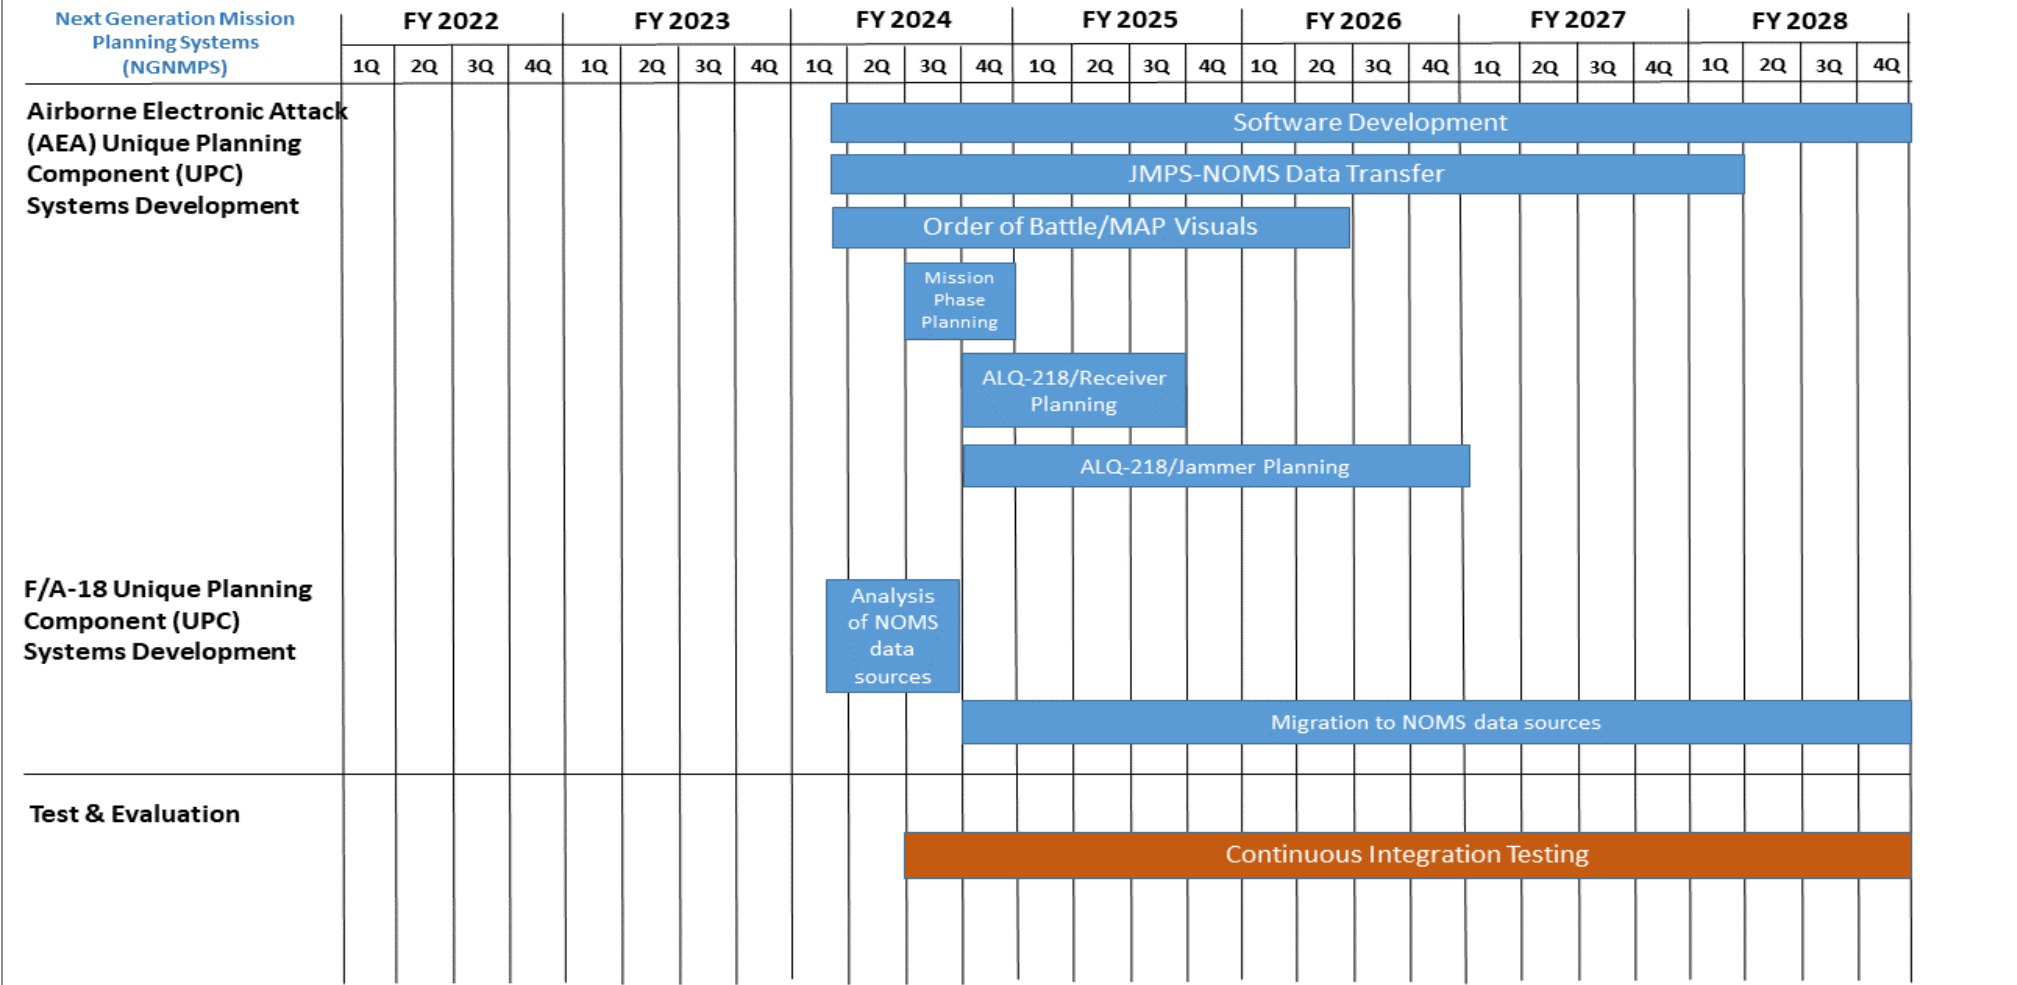 Next Generation Mission
Planning Systems
(NGNMPS)
FY 2022 FY 2023 FY 2024 FY 2025 FY 2026 FY 2027 FY 2028
1Q 2Q 3Q 4Q 1Q 2Q 3Q 4Q 1Q 2Q 3Q 4Q 1Q 2Q 3Q 4Q 1Q 2Q 3Q 4Q 1Q 2Q 3Q 4Q 1Q 2Q 3Q 4Q
Airborne Electronic Attack
(AEA) Unique Planning
Component (UPC)
Systems Development
Software Development
JMPS-NOMS Data Transfer
Order of Battle/MAP Visuals
Mission
Phase
Planning
ALQ-218/Receiver
Planning
ALQ-218/Jammer Planning
F/A-18 Unique Planning
Component (UPC)
Systems Development
Analysis
of NOMS
data
sources
Migration to NOMS data sources
Test & Evaluation
Continuous Integration Testing